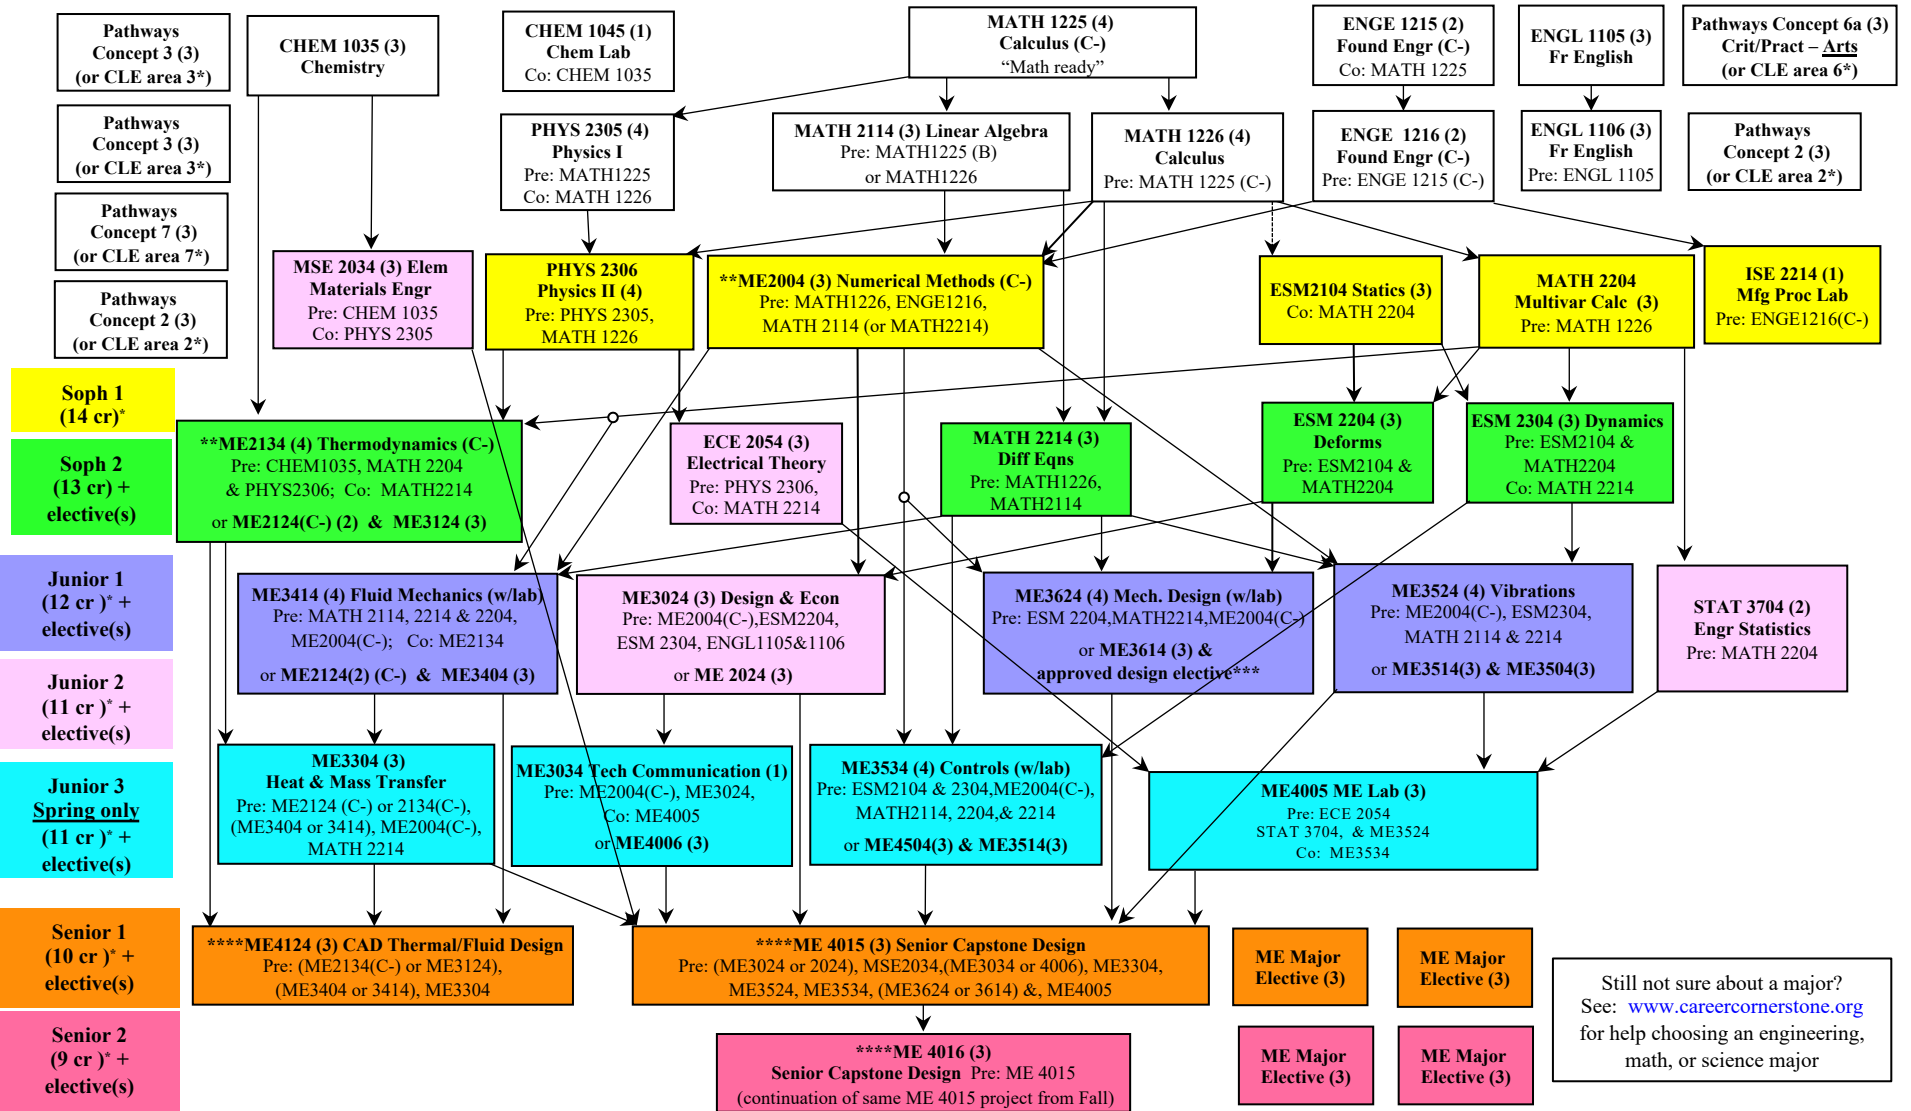 Pathways
Concept 3 (3)
(or CLE area 3*)
CHEM 1035 (3)
Chemistry
CHEM 1045 (1)
Chem Lab
Co: CHEM 1035
MATH 1225 (4)
Calculus (C-)
“Math ready”
ENGE 1215 (2)
Found Engr (C-)
Co: MATH 1225
ENGL 1105 (3)
Fr English
Pathways Concept 6a (3)
Crit/Pract – Arts
(or CLE area 6*)
Pathways
Concept 3 (3)
(or CLE area 3*)
PHYS 2305 (4)
Physics I
Pre: MATH1225
Co: MATH 1226
MATH 2114 (3) Linear Algebra
Pre: MATH1225 (B)
or MATH1226
MATH 1226 (4)
Calculus
Pre: MATH 1225 (C-)
ENGE  1216 (2)
Found Engr (C-)
Pre: ENGE 1215 (C-)
ENGL 1106 (3)
Fr English
Pre: ENGL 1105
Pathways
Concept 2 (3)
(or CLE area 2*)
Pathways
Concept 7 (3)
(or CLE area 7*)
Pathways
Concept 2 (3)
(or CLE area 2*)
MSE 2034 (3) Elem
Materials Engr
Pre: CHEM 1035
Co: PHYS 2305
PHYS 2306
Physics II (4)
Pre: PHYS 2305,
MATH 1226
**ME2004 (3) Numerical Methods (C-)
Pre: MATH1226, ENGE1216,
MATH 2114 (or MATH2214)
ESM2104 Statics (3)
Co: MATH 2204
MATH 2204
Multivar Calc  (3)
Pre: MATH 1226
ISE 2214 (1)
Mfg Proc Lab
Pre: ENGE1216(C-)
Soph 1
(14 cr)*
Soph 2
(13 cr) +
elective(s)
**ME2134 (4) Thermodynamics (C-)
Pre: CHEM1035, MATH 2204
& PHYS2306;  Co:  MATH2214
or ME2124(C-) (2)  &  ME3124 (3)
ECE 2054 (3)
Electrical Theory
Pre: PHYS 2306,
Co: MATH 2214
MATH 2214 (3)
Diff Eqns
Pre: MATH1226,
MATH2114
ESM 2204 (3)
Deforms
Pre: ESM2104 &
MATH2204
ESM 2304 (3) Dynamics
Pre: ESM2104 &
MATH2204
Co: MATH 2214
Junior 1
(12 cr )* +
elective(s)
ME3414 (4) Fluid Mechanics (w/lab)
Pre: MATH 2114, 2214 & 2204,
ME2004(C-);   Co: ME2134
or ME2124(2) (C-)  &  ME3404 (3)
ME3024 (3) Design & Econ
Pre: ME2004(C-),ESM2204,
ESM 2304, ENGL1105&1106
or ME 2024 (3)
ME3624 (4) Mech. Design (w/lab)
Pre: ESM 2204,MATH2214,ME2004(C-)
or ME3614 (3) &
approved design elective***
ME3524 (4) Vibrations
Pre: ME2004(C-), ESM2304,
MATH 2114 & 2214
or ME3514(3) & ME3504(3)
STAT 3704 (2)
Engr Statistics
Pre: MATH 2204
Junior 2
(11 cr )* +
elective(s)
Junior 3
Spring only
(11 cr )* +
elective(s)
ME3304 (3)
Heat & Mass Transfer
Pre: ME2124 (C-) or 2134(C-),
(ME3404 or 3414), ME2004(C-),
MATH 2214
ME3034 Tech Communication (1)
Pre: ME2004(C-), ME3024,
Co: ME4005
or ME4006 (3)
ME3534 (4) Controls (w/lab)
Pre: ESM2104 & 2304,ME2004(C-),
MATH2114, 2204,& 2214
or ME4504(3) & ME3514(3)
ME4005 ME Lab (3)
Pre: ECE 2054
STAT 3704,  & ME3524
Co:  ME3534
Senior 1
(10 cr )* +
elective(s)
****ME4124 (3) CAD Thermal/Fluid Design
Pre: (ME2134(C-) or ME3124),
(ME3404 or 3414), ME3304
****ME 4015 (3) Senior Capstone Design
Pre: (ME3024 or 2024), MSE2034,(ME3034 or 4006), ME3304,
ME3524, ME3534, (ME3624 or 3614) &, ME4005
ME Major
Elective (3)
ME Major
Elective (3)
Still not sure about a major?
See:  www.careercornerstone.org
for help choosing an engineering,
math, or science major
Senior 2
(9 cr )* +
elective(s)
****ME 4016 (3)
Senior Capstone Design  Pre: ME 4015
(continuation of same ME 4015 project from Fall)
ME Major
Elective (3)
ME Major
Elective (3)